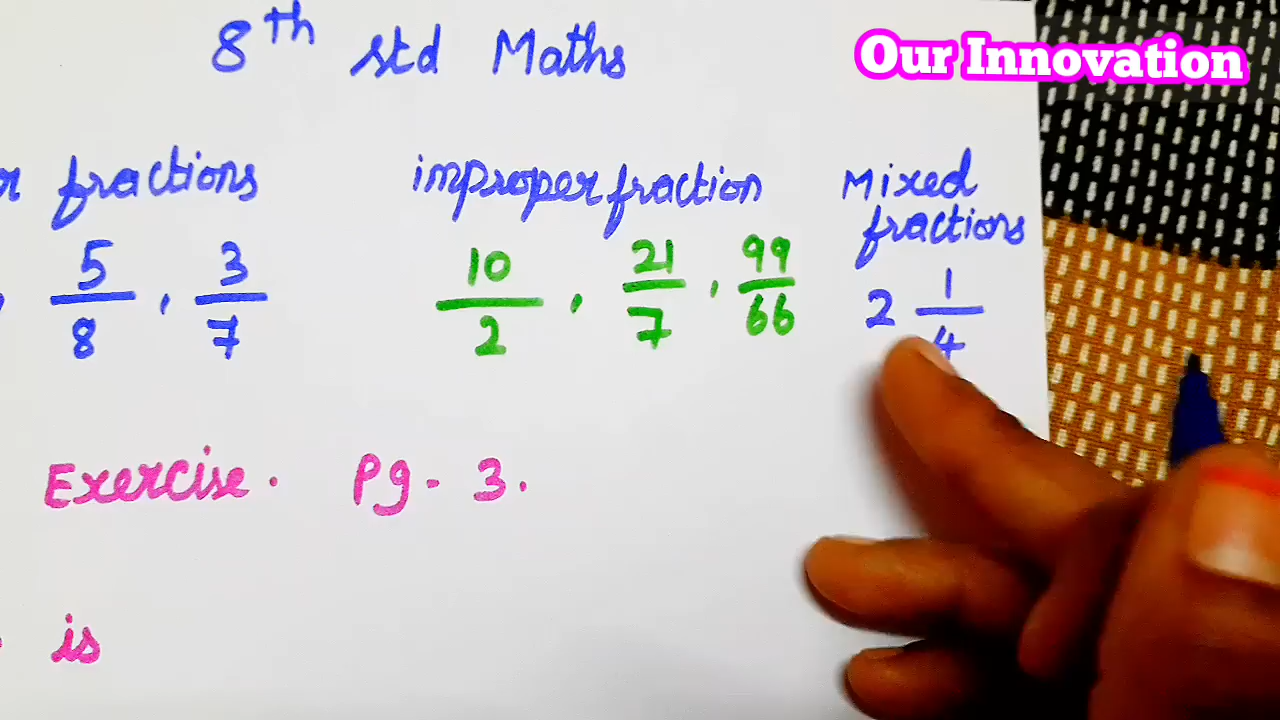 8th std Maths
Our Innovation
fractions
improper fraction
Mixed
fractions
5/8, 3/7
10/2, 21/7, 99/66
2 1/4
Exercise. Pg - 3.
is